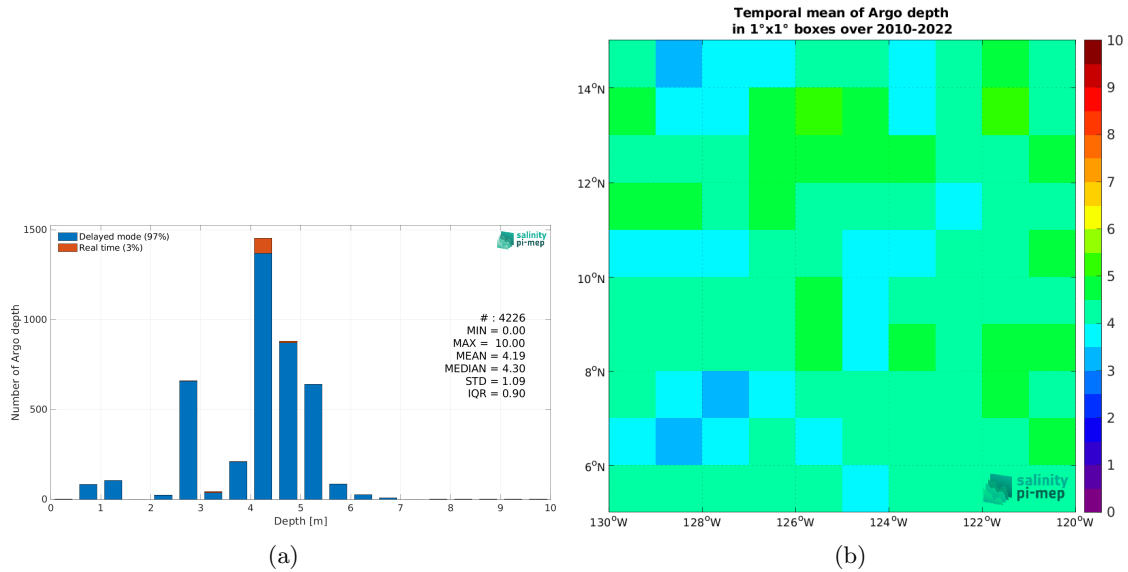 1500
1000
500
0
Number of Argo depth
Delayed mode (97%)
Real time (3%)
salinity
pi-mep
# : 4226
MIN = 0.00
MAX = 10.00
MEAN = 4.19
MEDIAN = 4.30
STD = 1.09
IQR = 0.90
0 1 2 3 4 5 6 7 8 9 10
Depth [m]
(a)
Temporal mean of Argo depth
in 1°x1° boxes over 2010-2022
14°N
12°N
10°N
8°N
6°N
130°W 128°W 126°W 124°W 122°W 120°W
salinity
pi-mep
10
9
8
7
6
5
4
3
2
1
0
(b)